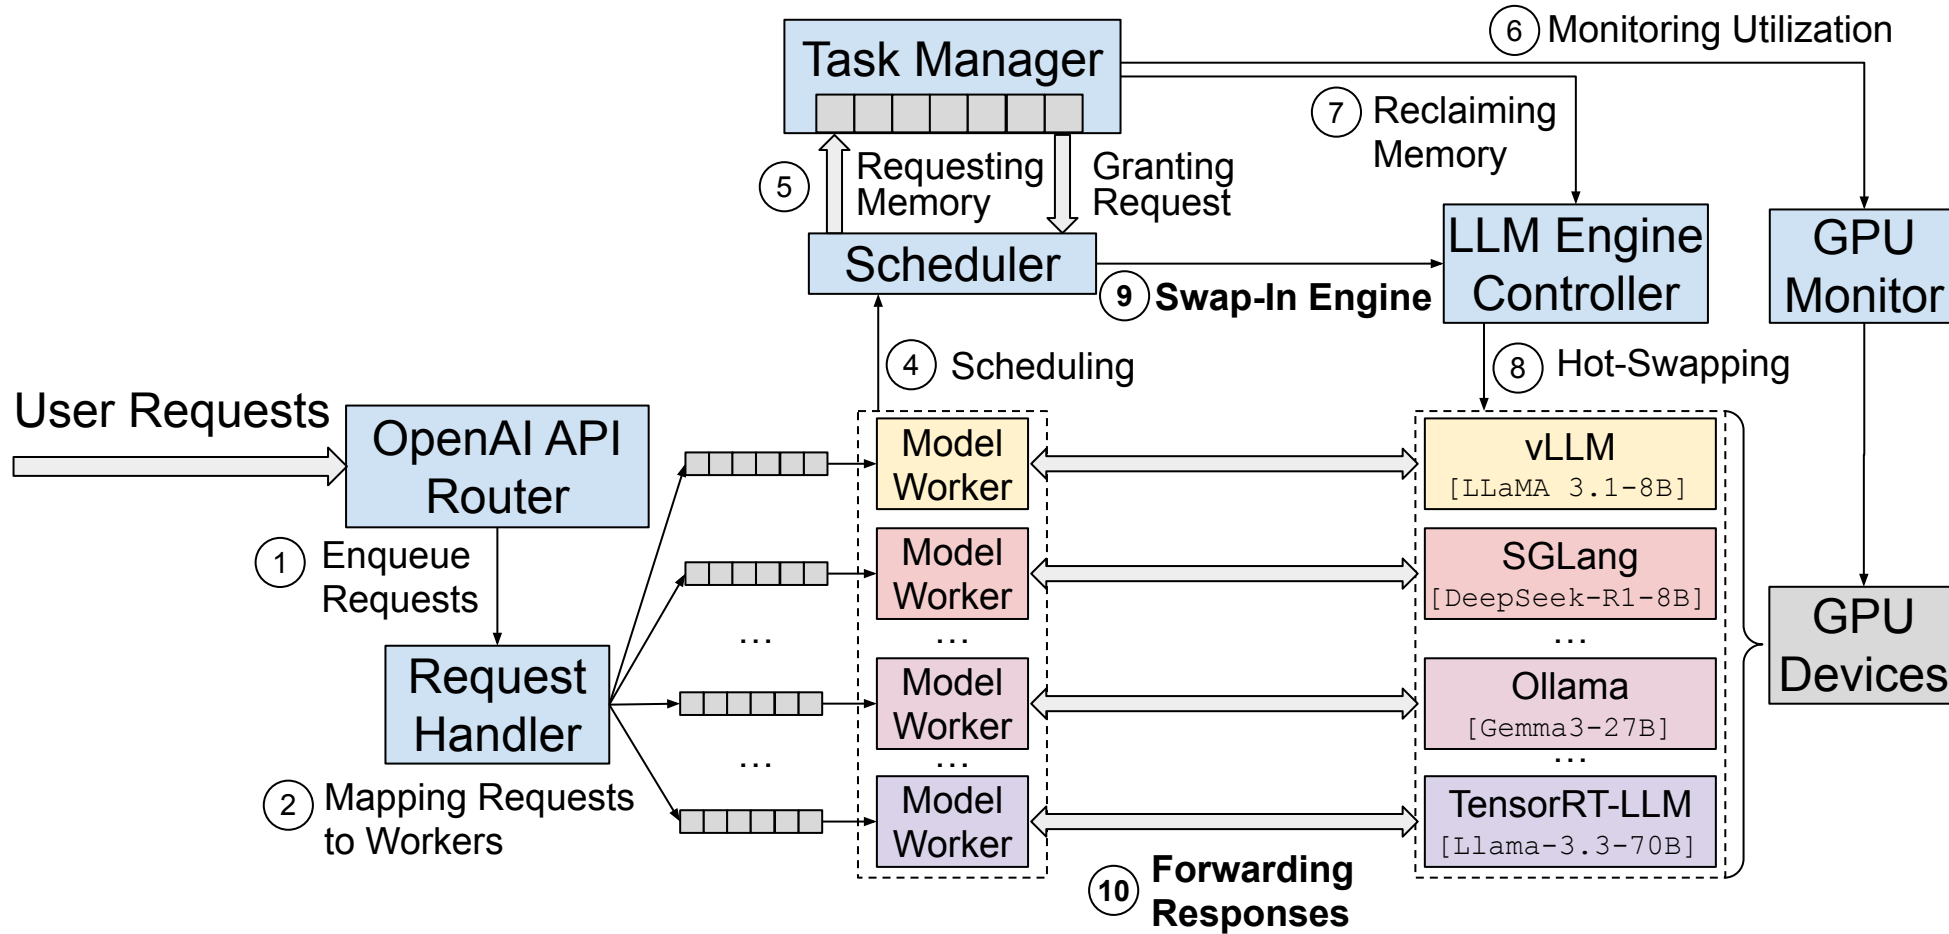 6 Monitoring Utilization
Task Manager
7 Reclaiming
Memory
5
Requesting
Memory
Granting
Request
Scheduler
LLM Engine
Controller
GPU
Monitor
9 Swap-In Engine
4 Scheduling
8 Hot-Swapping
User Requests
OpenAI API
Router
1 Enqueue
Requests
Request
Handler
2 Mapping Requests
to Workers
...
...
Model
Worker
Model
Worker
...
Model
Worker
...
Model
Worker
vLLM
[LLaMA 3.1-8B]
SGLang
[DeepSeek-R1-8B]
...
Ollama
[Gemma3-27B]
...
TensorRT-LLM
[Llama-3.3-70B]
GPU
Devices
10 Forwarding
Responses